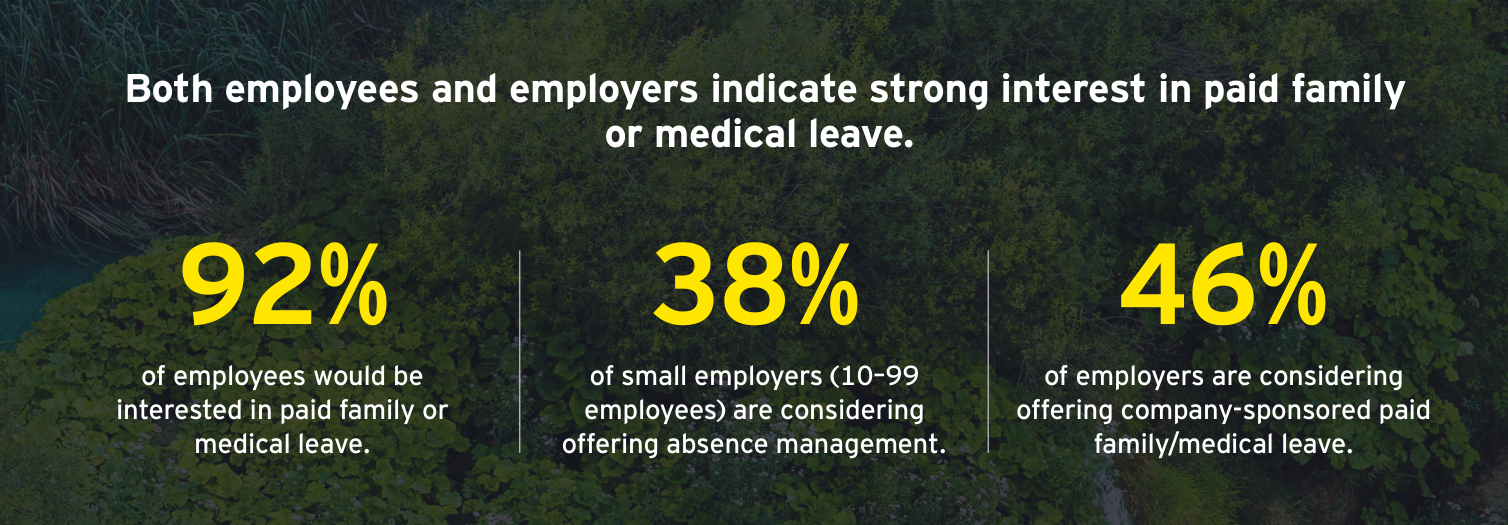 Both employees and employers indicate strong interest in paid family
or medical leave.
92%
of employees would be
interested in paid family or
medical leave.
38%
of small employers (10–99
employees) are considering
offering absence management.
46%
of employers are considering
offering company-sponsored paid
family/medical leave.